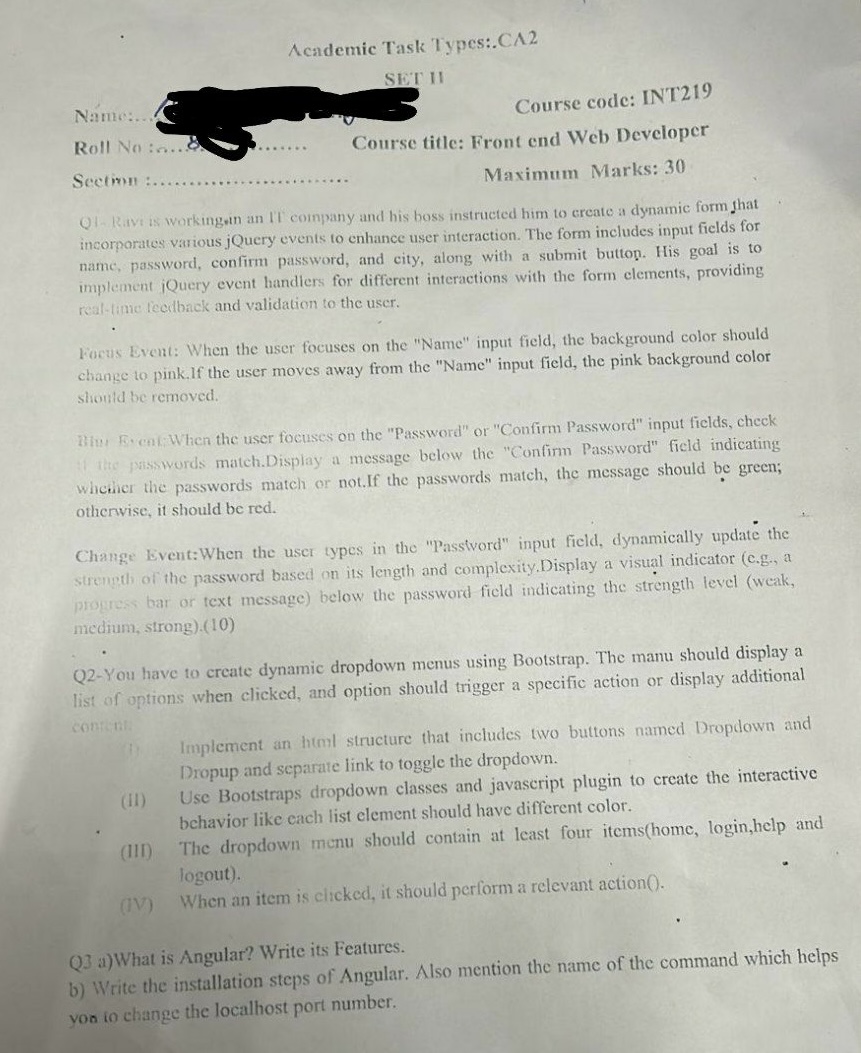 Academic Task Types:.CA2
SET II
Name:...
Course code: INT219
Roll No :....8..........
Course title: Front end Web Developer
Section :.............................
Maximum Marks: 30
Q1- Ravi is working in an IT company and his boss instructed him to create a dynamic form that
incorporates various jQuery events to enhance user interaction. The form includes input fields for
name, password, confirm password, and city, along with a submit button. His goal is to
implement jQuery event handlers for different interactions with the form elements, providing
real-time feedback and validation to the user.
Focus Event: When the user focuses on the "Name" input field, the background color should
change to pink.If the user moves away from the "Name" input field, the pink background color
should be removed.
Blur Event:When the user focuses on the "Password" or "Confirm Password" input fields, check
if the passwords match.Display a message below the "Confirm Password" field indicating
whether the passwords match or not.If the passwords match, the message should be green;
otherwise, it should be red.
Change Event:When the user types in the "Password" input field, dynamically update the
strength of the password based on its length and complexity.Display a visual indicator (e.g., a
progress bar or text message) below the password field indicating the strength level (weak,
medium, strong).(10)
Q2-You have to create dynamic dropdown menus using Bootstrap. The manu should display a
list of options when clicked, and option should trigger a specific action or display additional
content.
(I) Implement an html structure that includes two buttons named Dropdown and
Dropup and separate link to toggle the dropdown.
(II) Use Bootstraps dropdown classes and javascript plugin to create the interactive
behavior like each list element should have different color.
(III) The dropdown menu should contain at least four items(home, login,help and
logout).
(IV) When an item is clicked, it should perform a relevant action().
Q3 a)What is Angular? Write its Features.
b) Write the installation steps of Angular. Also mention the name of the command which helps
you to change the localhost port number.